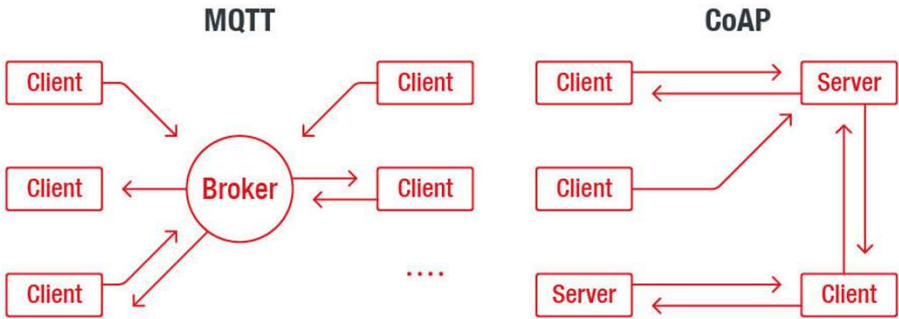 MQTT
Client
Client
Client
Broker
Client
Client
....
CoAP
Client
Server
Client
Server
Client